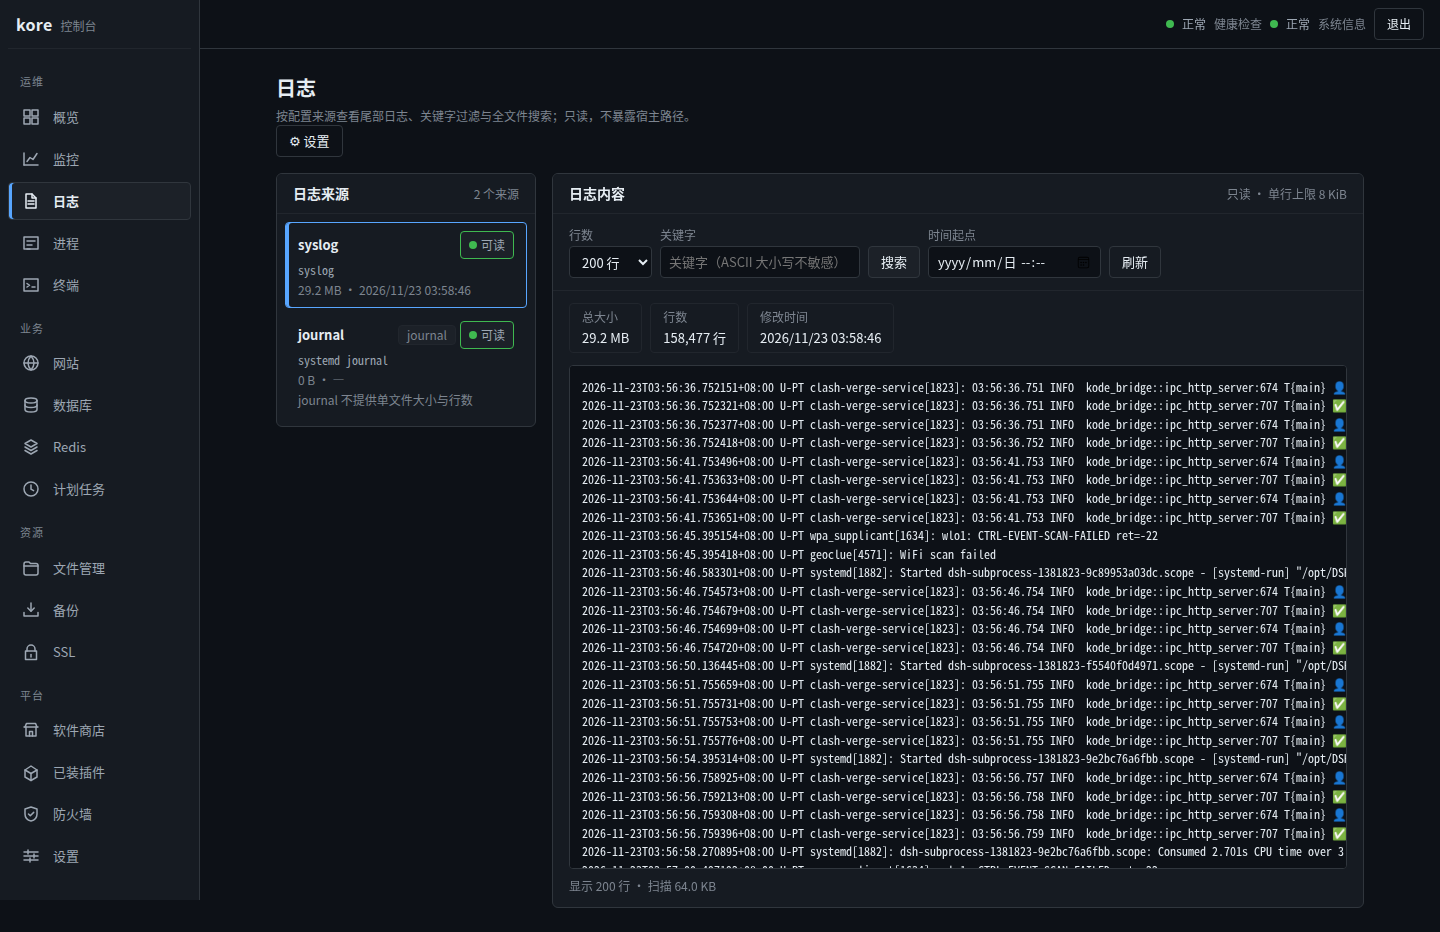 kore 控制台
正常 健康检查 正常 系统信息 退出
运维
概览
监控
日志
进程
终端
业务
网站
数据库
Redis
计划任务
资源
文件管理
备份
SSL
平台
软件商店
已装插件
防火墙
设置
日志
按配置来源查看尾部日志、关键字过滤与全文件搜索；只读，不暴露宿主路径。
⚙ 设置
日志来源 2 个来源
syslog 可读
syslog
29.2 MB · 2026/11/23 03:58:46
journal journal 可读
systemd journal
0 B · —
journal 不提供单文件大小与行数
日志内容 只读 · 单行上限 8 KiB
行数 关键字 时间起点
200 行 关键字（ASCII 大小写不敏感） 搜索 yyyy/mm/日 --:-- 刷新
总大小 行数 修改时间
29.2 MB 158,477 行 2026/11/23 03:58:46
2026-11-23T03:56:36.752151+08:00 U-PT clash-verge-service[1823]: 03:56:36.751 INFO  kode_bridge::ipc_http_server:674 T{main} 👤
2026-11-23T03:56:36.752321+08:00 U-PT clash-verge-service[1823]: 03:56:36.751 INFO  kode_bridge::ipc_http_server:707 T{main} ✅
2026-11-23T03:56:36.752377+08:00 U-PT clash-verge-service[1823]: 03:56:36.751 INFO  kode_bridge::ipc_http_server:674 T{main} 👤
2026-11-23T03:56:36.752418+08:00 U-PT clash-verge-service[1823]: 03:56:36.752 INFO  kode_bridge::ipc_http_server:707 T{main} ✅
2026-11-23T03:56:41.753496+08:00 U-PT clash-verge-service[1823]: 03:56:41.753 INFO  kode_bridge::ipc_http_server:674 T{main} 👤
2026-11-23T03:56:41.753633+08:00 U-PT clash-verge-service[1823]: 03:56:41.753 INFO  kode_bridge::ipc_http_server:707 T{main} ✅
2026-11-23T03:56:41.753644+08:00 U-PT clash-verge-service[1823]: 03:56:41.753 INFO  kode_bridge::ipc_http_server:674 T{main} 👤
2026-11-23T03:56:41.753651+08:00 U-PT clash-verge-service[1823]: 03:56:41.753 INFO  kode_bridge::ipc_http_server:707 T{main} ✅
2026-11-23T03:56:45.395154+08:00 U-PT wpa_supplicant[1634]: wlo1: CTRL-EVENT-SCAN-FAILED ret=-22
2026-11-23T03:56:45.395418+08:00 U-PT geoclue[4571]: WiFi scan failed
2026-11-23T03:56:46.583301+08:00 U-PT systemd[1882]: Started dsh-subprocess-1381823-9c89953a03dc.scope - [systemd-run] "/opt/DSH
2026-11-23T03:56:46.754573+08:00 U-PT clash-verge-service[1823]: 03:56:46.754 INFO  kode_bridge::ipc_http_server:674 T{main} 👤
2026-11-23T03:56:46.754679+08:00 U-PT clash-verge-service[1823]: 03:56:46.754 INFO  kode_bridge::ipc_http_server:707 T{main} ✅
2026-11-23T03:56:46.754699+08:00 U-PT clash-verge-service[1823]: 03:56:46.754 INFO  kode_bridge::ipc_http_server:674 T{main} 👤
2026-11-23T03:56:46.754720+08:00 U-PT clash-verge-service[1823]: 03:56:46.754 INFO  kode_bridge::ipc_http_server:707 T{main} ✅
2026-11-23T03:56:50.136445+08:00 U-PT systemd[1882]: Started dsh-subprocess-1381823-f5540f0d4971.scope - [systemd-run] "/opt/DSH
2026-11-23T03:56:51.755659+08:00 U-PT clash-verge-service[1823]: 03:56:51.755 INFO  kode_bridge::ipc_http_server:674 T{main} 👤
2026-11-23T03:56:51.755731+08:00 U-PT clash-verge-service[1823]: 03:56:51.755 INFO  kode_bridge::ipc_http_server:707 T{main} ✅
2026-11-23T03:56:51.755753+08:00 U-PT clash-verge-service[1823]: 03:56:51.755 INFO  kode_bridge::ipc_http_server:674 T{main} 👤
2026-11-23T03:56:51.755776+08:00 U-PT clash-verge-service[1823]: 03:56:51.755 INFO  kode_bridge::ipc_http_server:707 T{main} ✅
2026-11-23T03:56:54.395314+08:00 U-PT systemd[1882]: Started dsh-subprocess-1381823-9e2bc76a6fbb.scope - [systemd-run] "/opt/DSH
2026-11-23T03:56:56.758925+08:00 U-PT clash-verge-service[1823]: 03:56:56.757 INFO  kode_bridge::ipc_http_server:674 T{main} 👤
2026-11-23T03:56:56.759213+08:00 U-PT clash-verge-service[1823]: 03:56:56.758 INFO  kode_bridge::ipc_http_server:707 T{main} ✅
2026-11-23T03:56:56.759308+08:00 U-PT clash-verge-service[1823]: 03:56:56.758 INFO  kode_bridge::ipc_http_server:674 T{main} 👤
2026-11-23T03:56:56.759396+08:00 U-PT clash-verge-service[1823]: 03:56:56.759 INFO  kode_bridge::ipc_http_server:707 T{main} ✅
2026-11-23T03:56:58.270895+08:00 U-PT systemd[1882]: dsh-subprocess-1381823-9e2bc76a6fbb.scope: Consumed 2.701s CPU time over 3
显示 200 行 · 扫描 64.0 KB